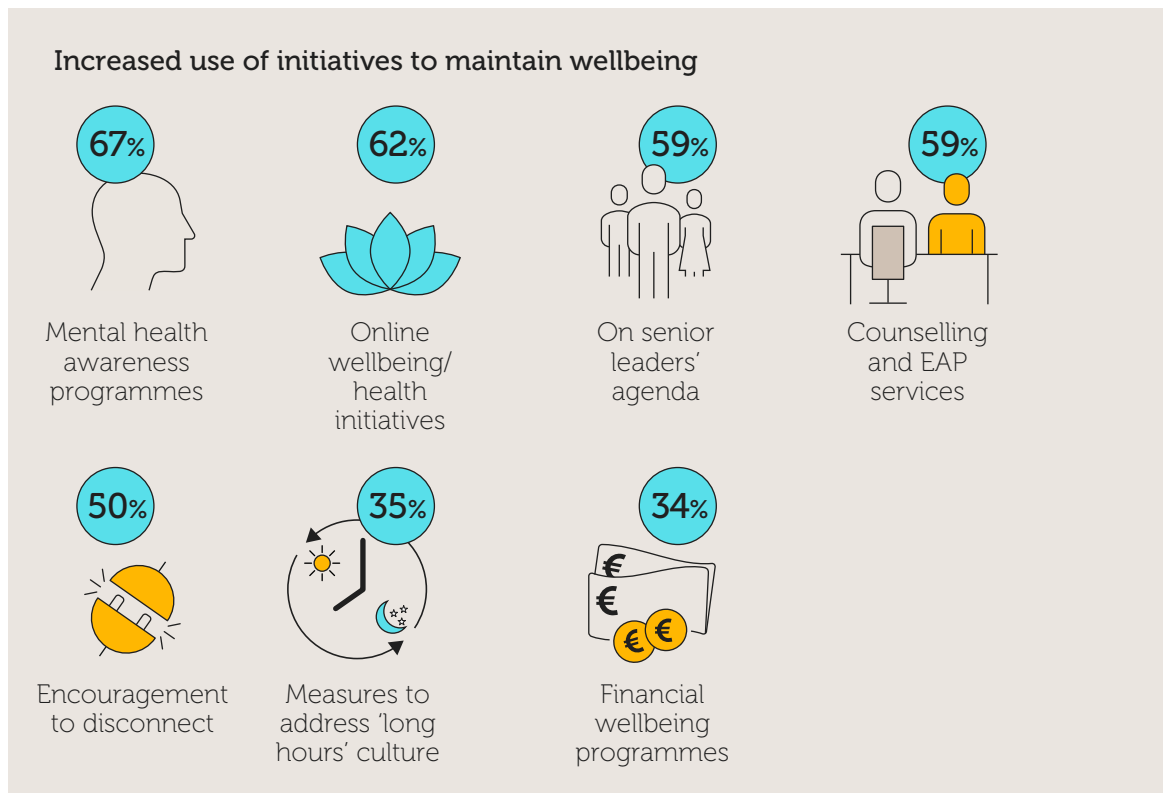 Increased use of initiatives to maintain wellbeing
67%
Mental health
awareness
programmes
62%
Online
wellbeing/
health
initiatives
59%
On senior
leaders’
agenda
59%
Counselling
and EAP
services
50%
Encouragement
to disconnect
35%
Measures to
address ‘long
hours’ culture
34%
€
€
€
€
Financial
wellbeing
programmes